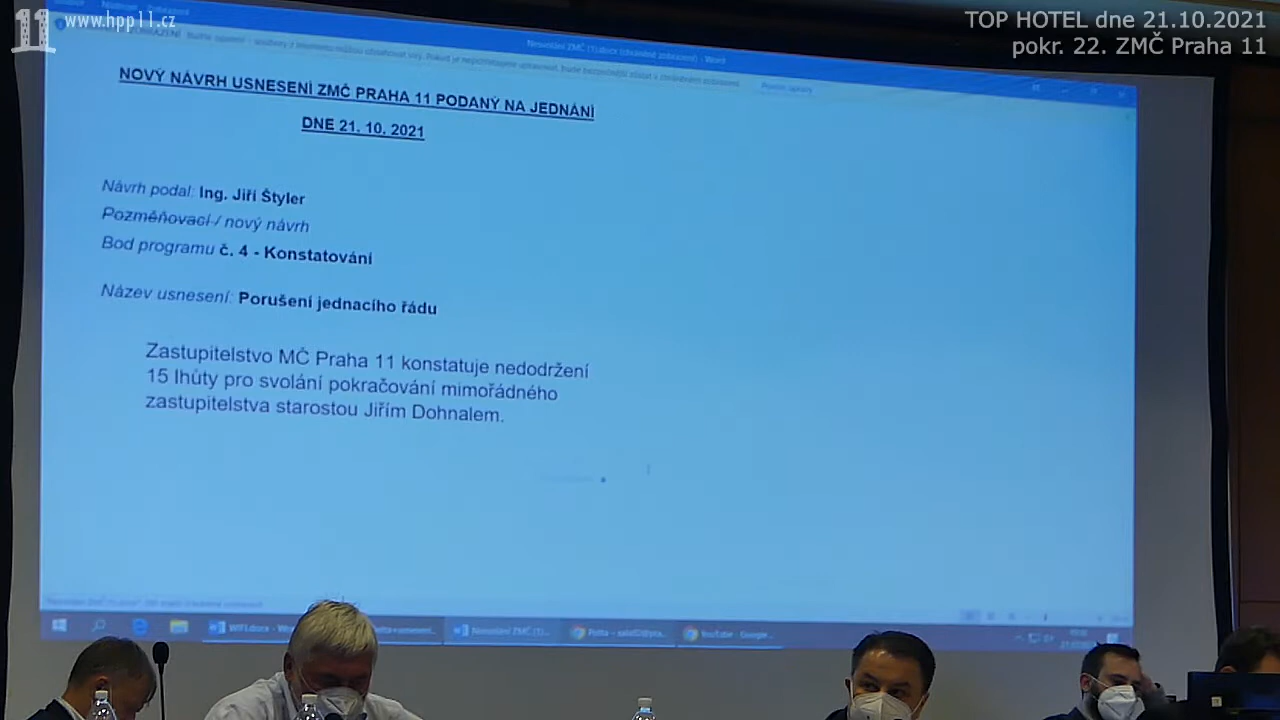 11 www.hpp11.cz
TOP HOTEL dne 21.10.2021
pokr. 22. ZMČ Praha 11
NOVÝ NÁVRH USNESENÍ ZMČ PRAHA 11 PODANÝ NA JEDNÁNÍ
DNE 21. 10. 2021
Návrh podal: Ing. Jiří Štyler
Pozměňovací / nový návrh
Bod programu č. 4 - Konstatování
Název usnesení: Porušení jednacího řádu
Zastupitelstvo MČ Praha 11 konstatuje nedodržení
15 lhůty pro svolání pokračování mimořádného
zastupitelstva starostou Jiřím Dohnalem.